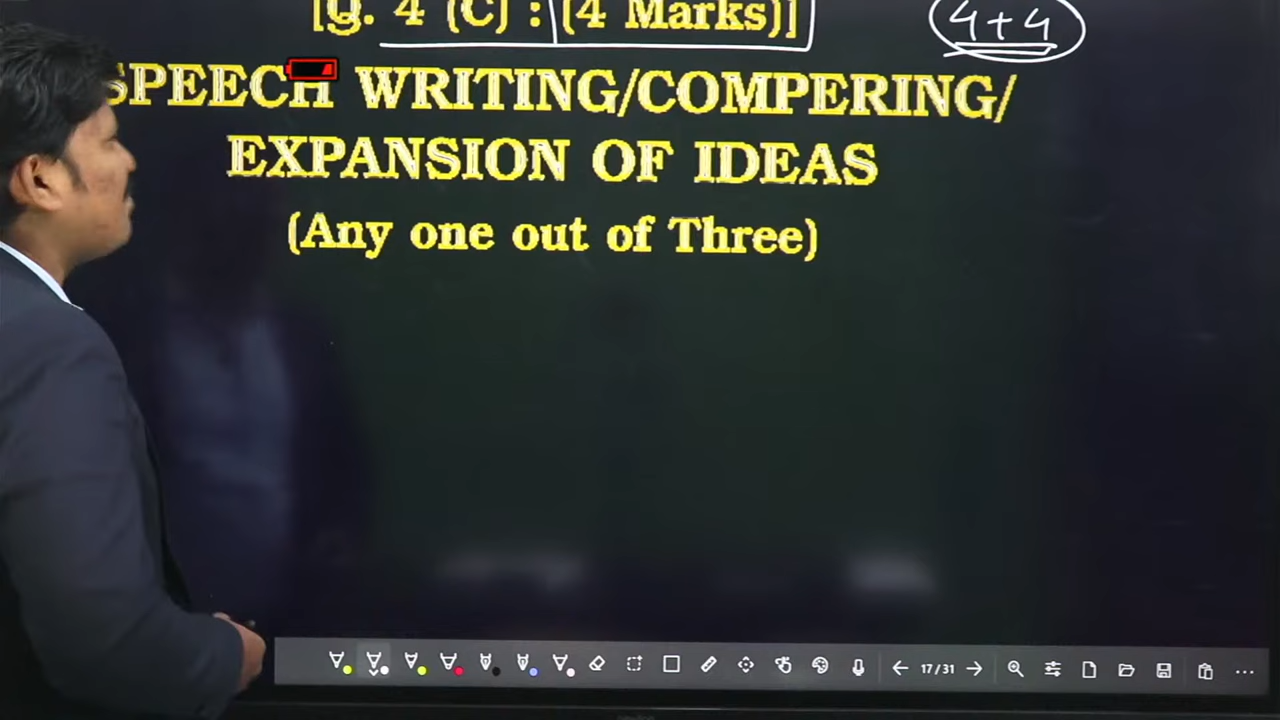 [Q. 4 (C) : (4 Marks)]
4+4
SPEECH WRITING/COMPERING/
EXPANSION OF IDEAS
(Any one out of Three)
17/31